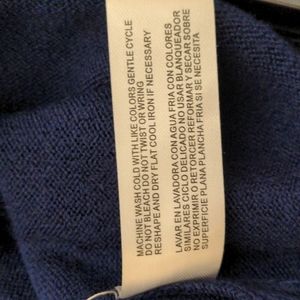 MACHINE WASH COLD WITH LIKE COLORS GENTLE CYCLE
DO NOT BLEACH DO NOT TWIST OR WRING
RESHAPE AND DRY FLAT COOL IRON IF NECESSARY
LAVAR EN LAVADORA CON AGUA FRIA CON COLORES
SIMILARES CICLO DELICADO NO USAR BLANQUEADOR
NO EXPRIMIR O RETORCER REFORMAR Y SECAR SOBRE
SUPERFICIE PLANA PLANCHA FRIA SI SE NECESITA